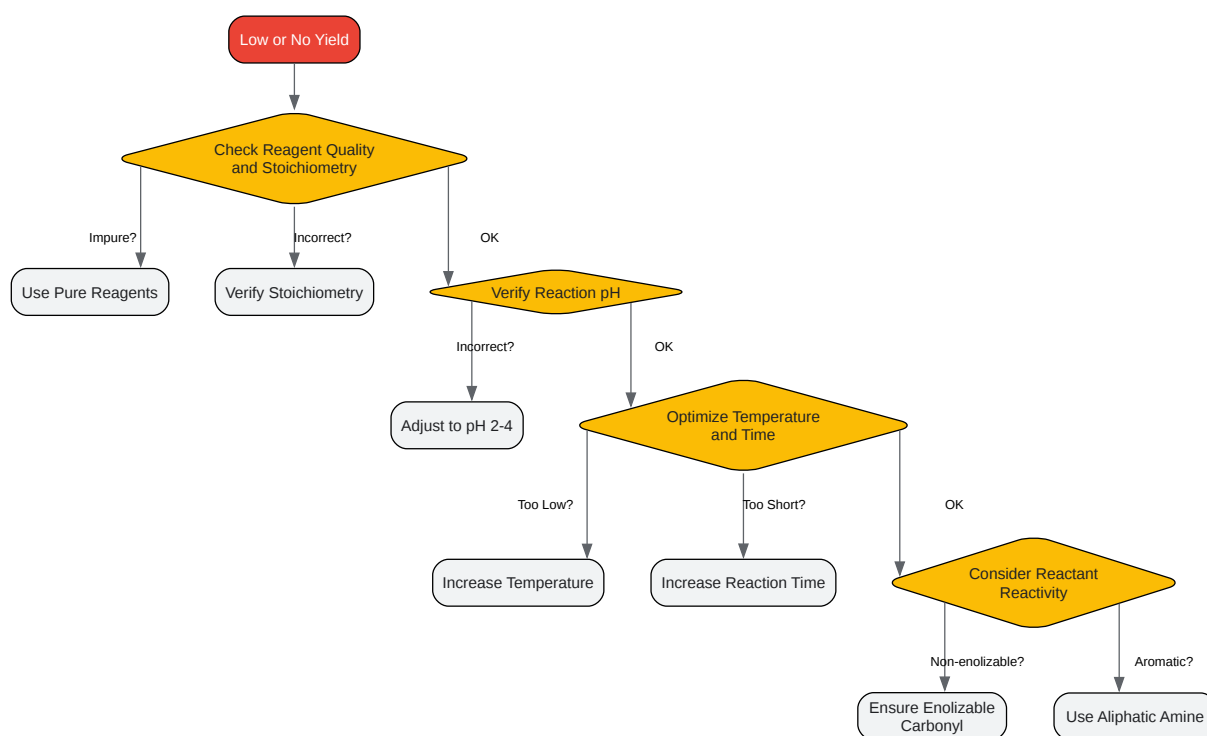 Low or No Yield
Check Reagent Quality
and Stoichiometry
Impure?
Incorrect?
OK
Use Pure Reagents
Verify Stoichiometry
Verify Reaction pH
Incorrect?
OK
Adjust to pH 2-4
Optimize Temperature
and Time
Too Low?
Too Short?
OK
Increase Temperature
Increase Reaction Time
Consider Reactant
Reactivity
Non-enolizable?
Aromatic?
Ensure Enolizable
Carbonyl
Use Aliphatic Amine